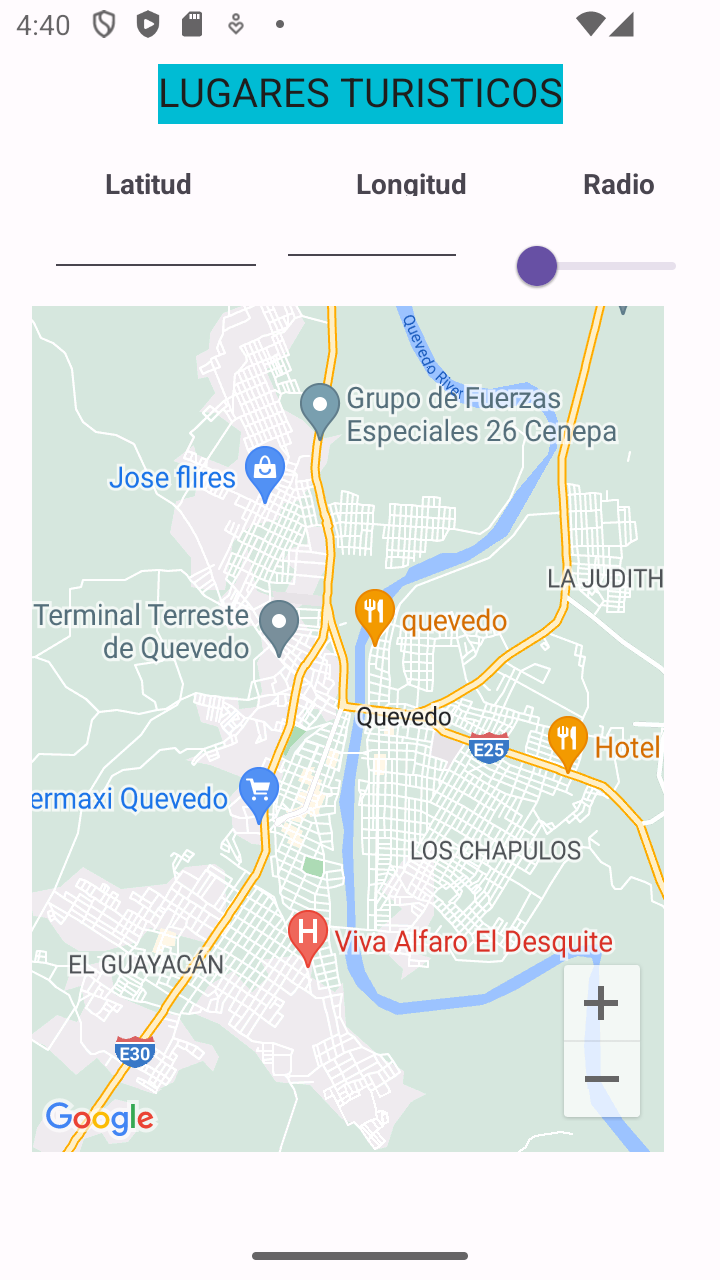 4:40
LUGARES TURISTICOS
Latitud Longitud Radio
Quevedo River
Grupo de Fuerzas
Especiales 26 Cenepa
Jose flires
LA JUDITH
Terminal Terreste
de Quevedo
quevedo
Quevedo
E25
Hotel
ermaxi Quevedo
LOS CHAPULOS
H
Viva Alfaro El Desquite
EL GUAYACÁN
E30
Google